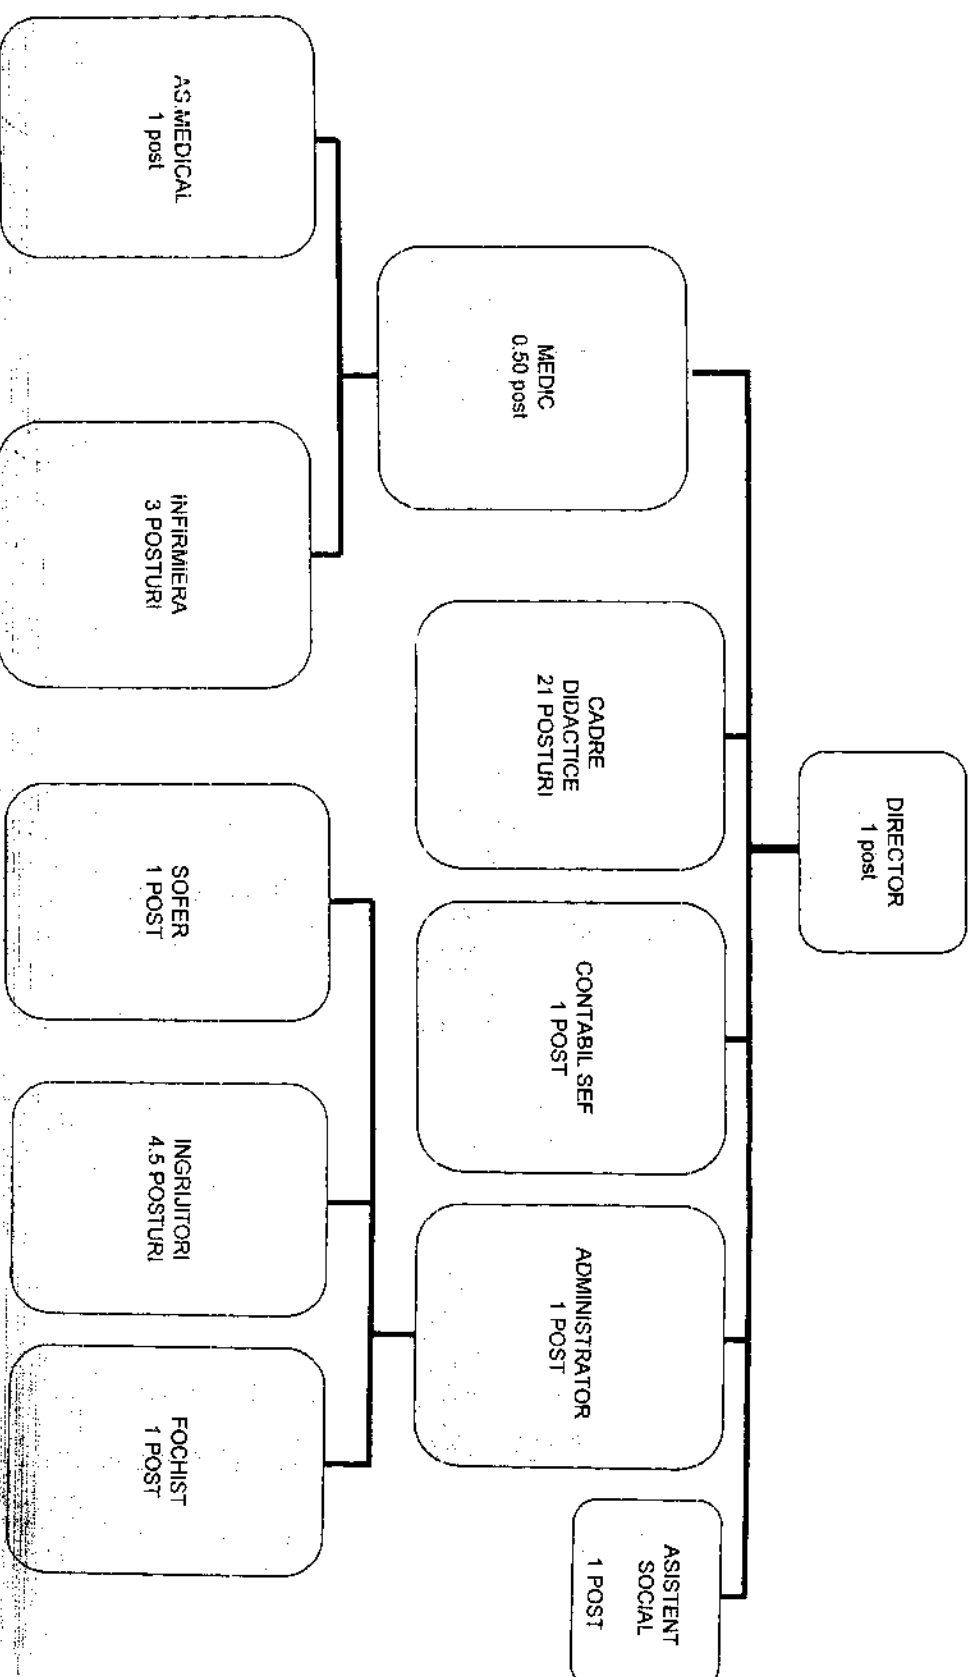 DIRECTOR
1 post
MEDIC
0.50 post
CADRE
DIDACTICE
21 POSTURI
CONTABIL SEF
1 POST
ADMINISTRATOR
1 POST
ASISTENT
SOCIAL
1 POST
AS.MEDICAL
1 post
INFIRMIERA
3 POSTURI
SOFER
1 POST
INGRIJITORI
4.5 POSTURI
FOCHIST
1 POST